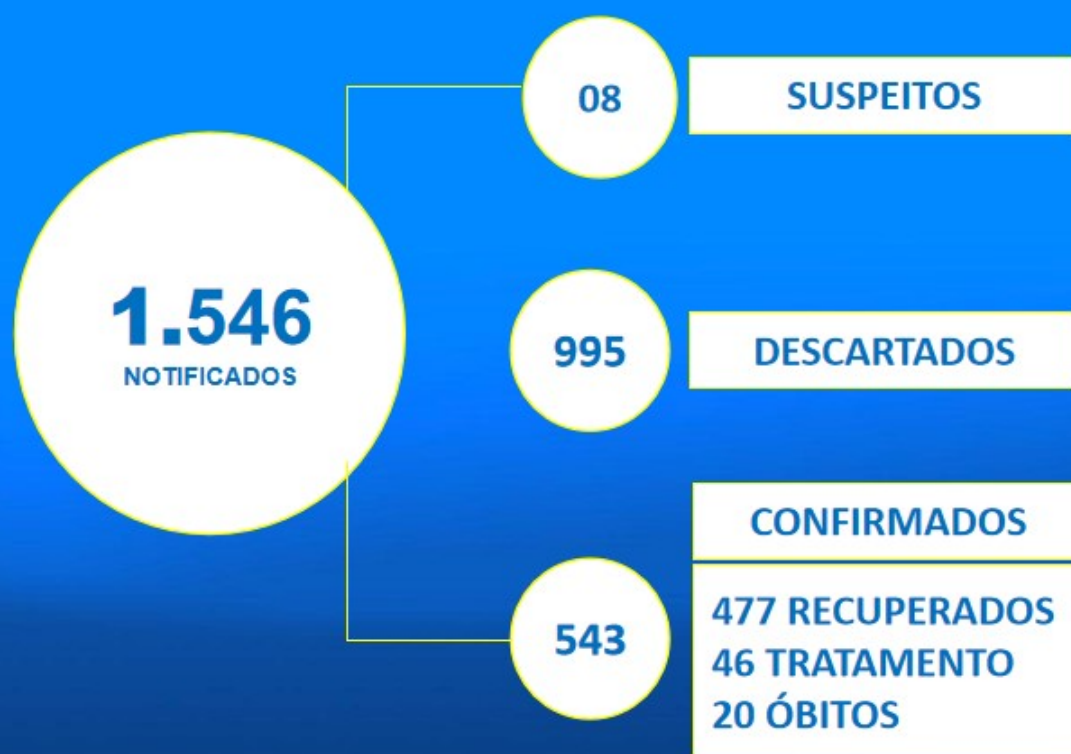 1.546
NOTIFICADOS
08
SUSPEITOS
995
DESCARTADOS
543
CONFIRMADOS
477 RECUPERADOS
46 TRATAMENTO
20 ÓBITOS